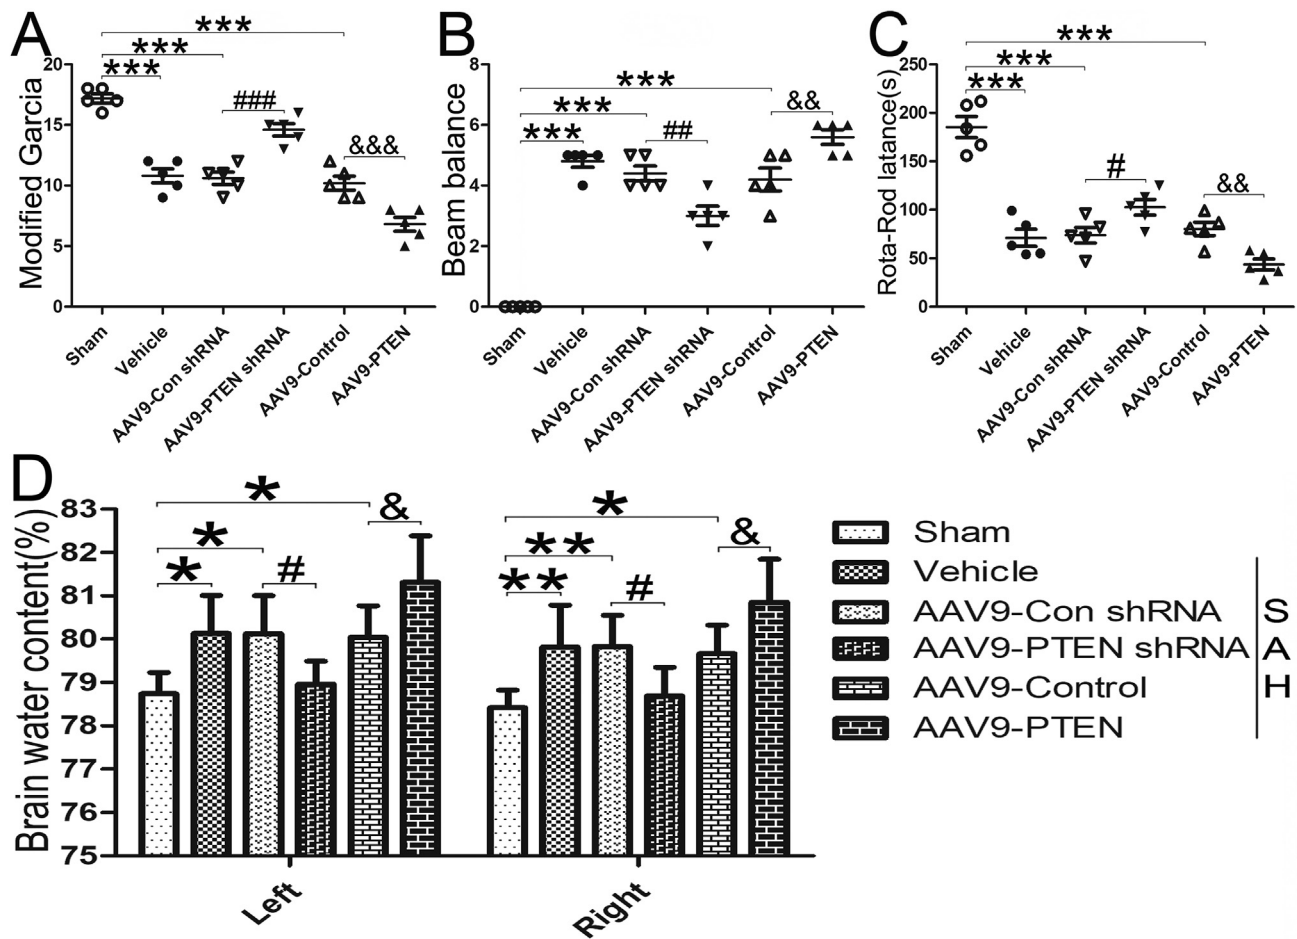 A
Modified Garcia
20
15
10
5
0
***
***
***
###
&&&
Sham
Vehicle
AAV9-Con shRNA
AAV9-PTEN shRNA
AAV9-Control
AAV9-PTEN
B
Beam balance
8
6
4
2
0
***
***
***
##
&&
Sham
Vehicle
AAV9-Con shRNA
AAV9-PTEN shRNA
AAV9-Control
AAV9-PTEN
C
Rota-Rod latance(s)
250
200
150
100
50
0
***
***
***
#
&&
Sham
Vehicle
AAV9-Con shRNA
AAV9-PTEN shRNA
AAV9-Control
AAV9-PTEN
D
Brain water content(%)
83
82
81
80
79
78
77
76
75
*
*
*
#
&
*
**
**
#
&
Left
Right
Sham
Vehicle
AAV9-Con shRNA
AAV9-PTEN shRNA
AAV9-Control
AAV9-PTEN
S
A
H